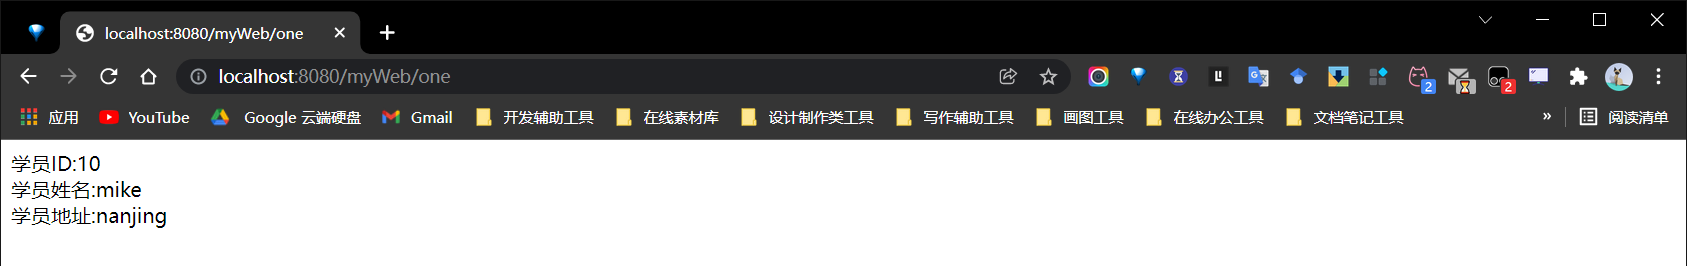 localhost:8080/myWeb/one
localhost:8080/myWeb/one
2
2
应用 YouTube Google 云端硬盘 Gmail 开发辅助工具 在线素材库 设计制作类工具 写作辅助工具 画图工具 在线办公工具 文档笔记工具 » 阅读清单
学员ID:10
学员姓名:mike
学员地址:nanjing